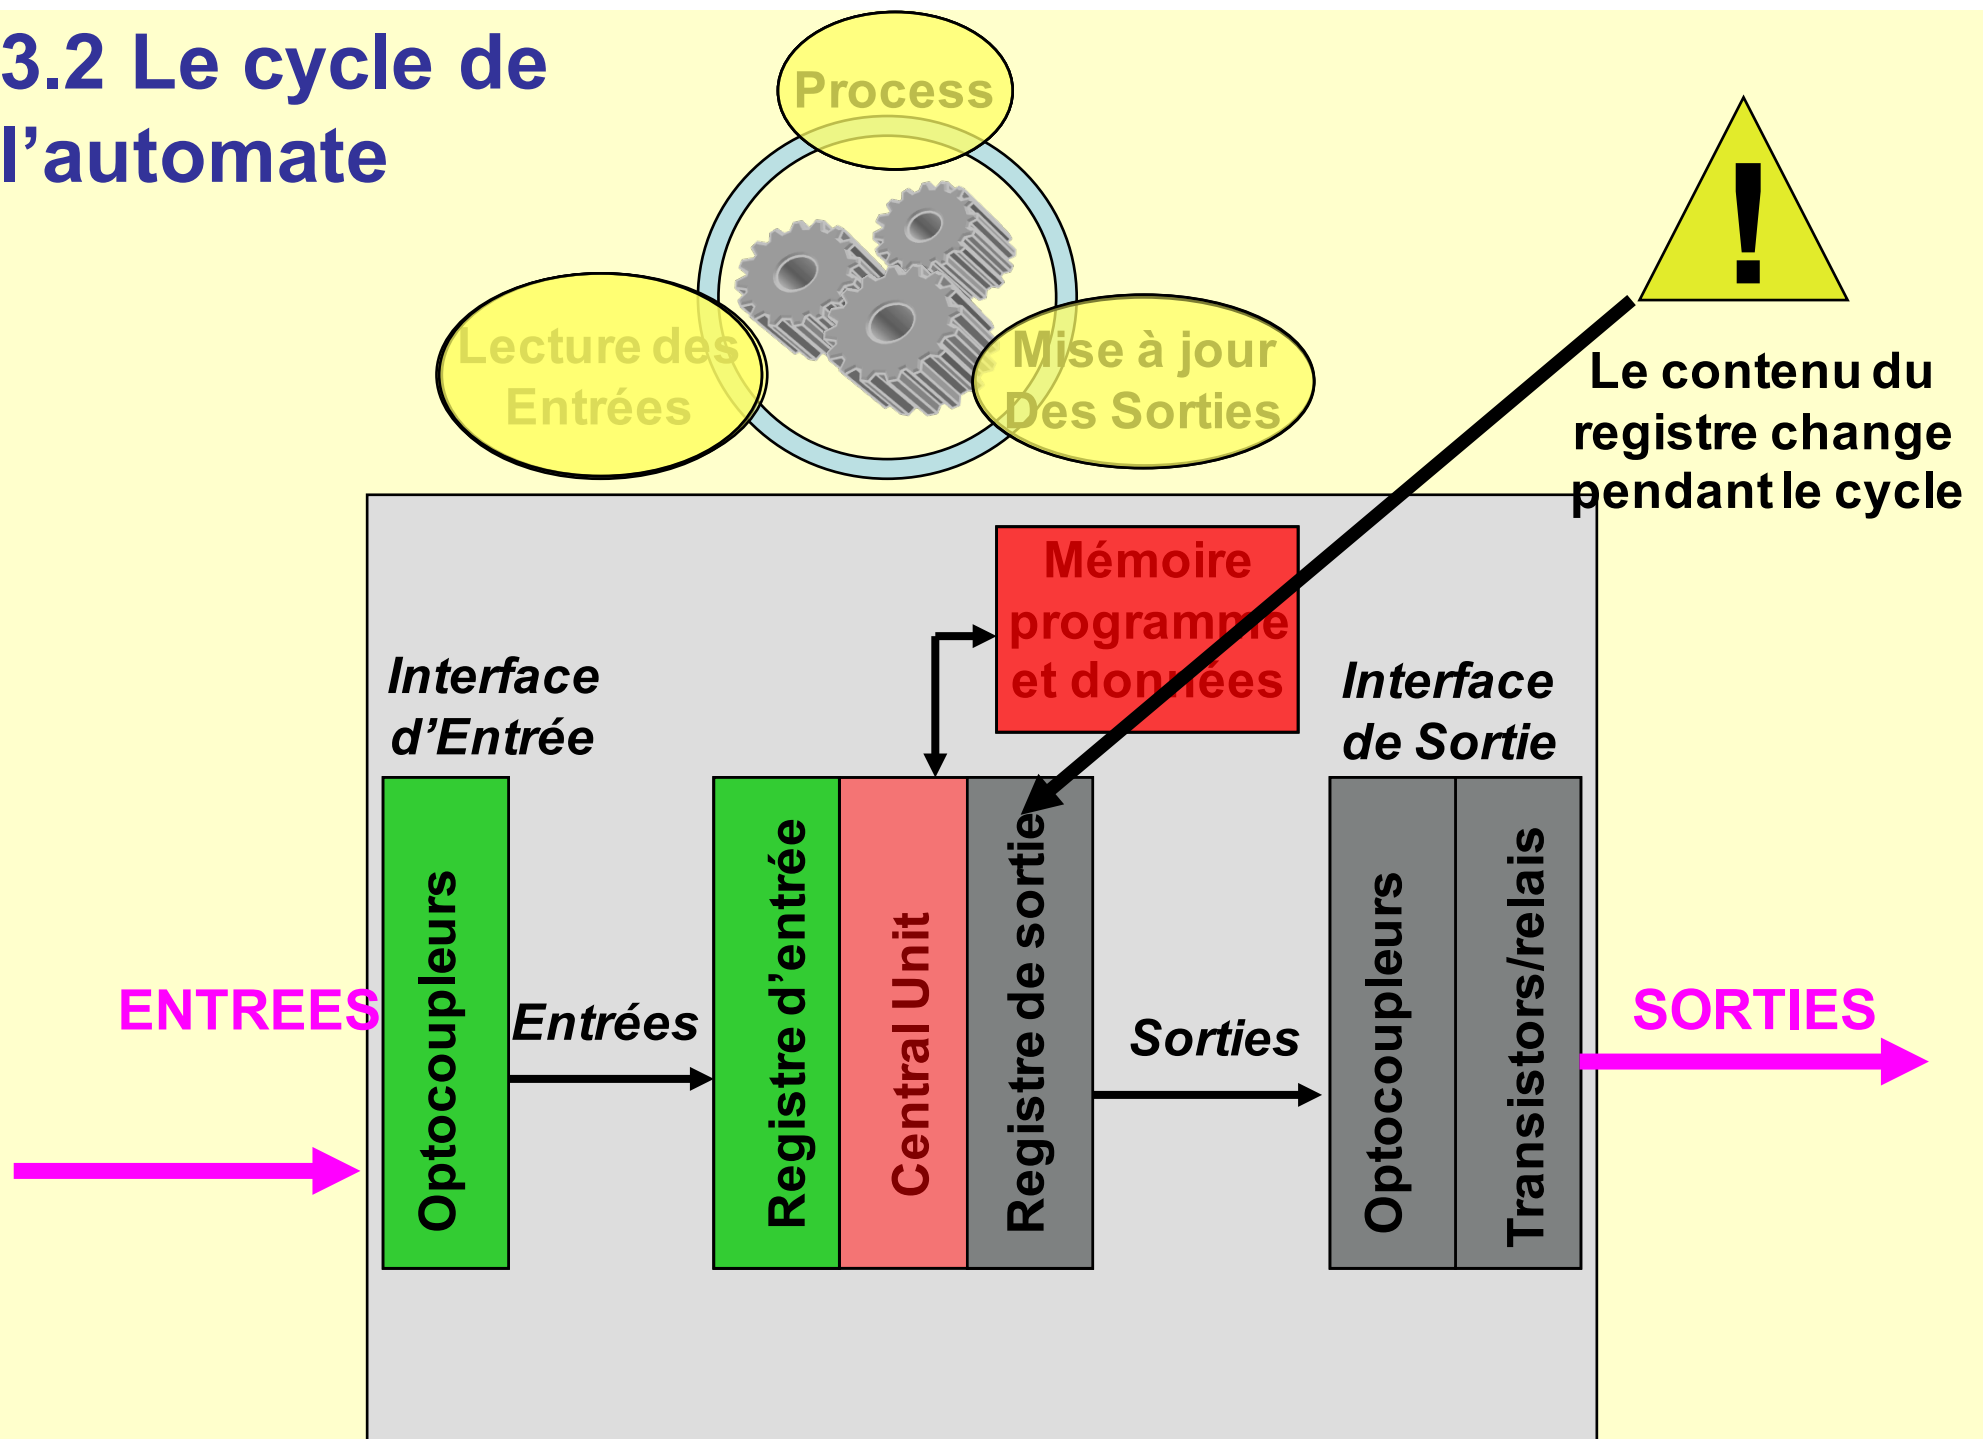 3.2 Le cycle de
l’automate
Process
Lecture des
Entrées
Mise à jour
Des Sorties
!
Le contenu du
registre change
pendant le cycle
Mémoire
programme
et données
Interface
d’Entrée
Interface
de Sortie
ENTREES
Optocoupleurs
Entrées
Registre d’entrée
Central Unit
Registre de sortie
Sorties
Optocoupleurs
Transistors/relais
SORTIES